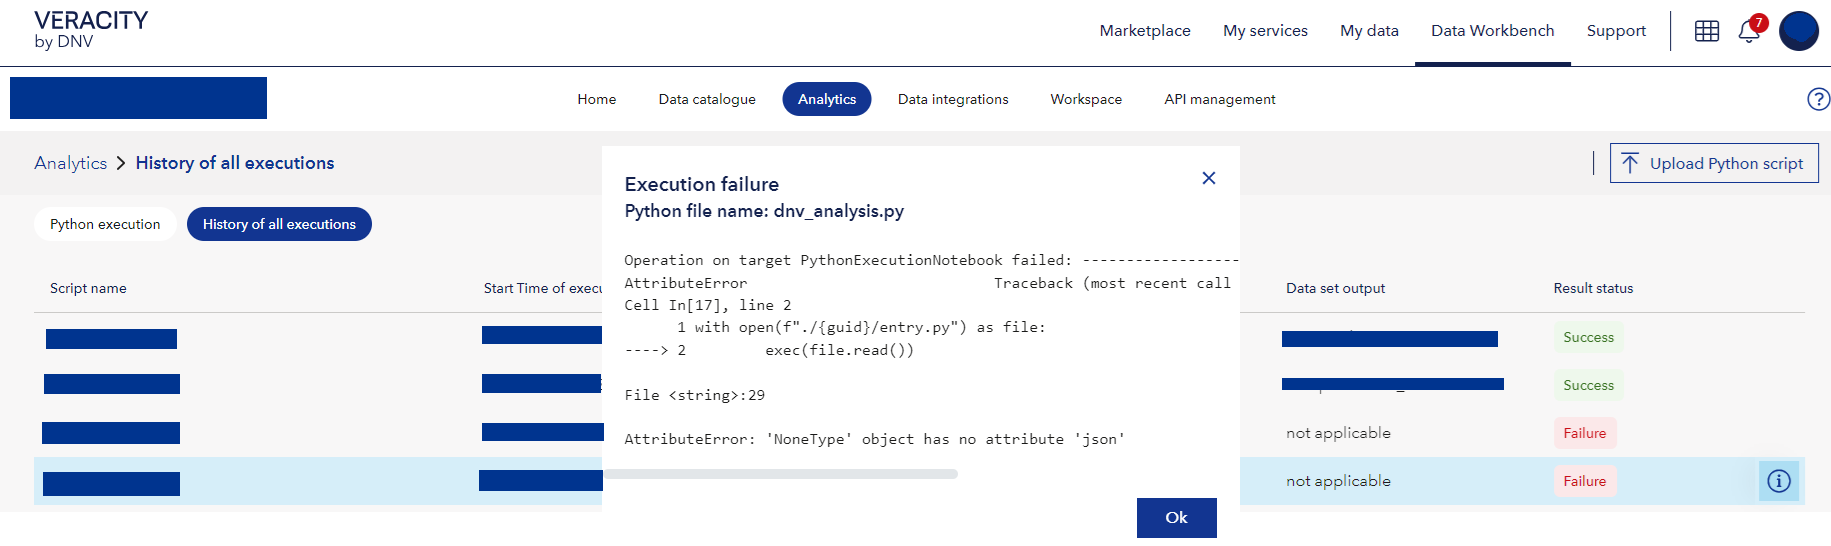 VERACITY
by DNV
Marketplace My services My data Data Workbench Support 7
Home Data catalogue Analytics Data integrations Workspace API management ?
Analytics > History of all executions
Upload Python script
Python execution History of all executions
Script name Start Time of execu Data set output Result status
Success
Success
not applicable Failure
not applicable Failure i
Execution failure
Python file name: dnv_analysis.py
Operation on target PythonExecutionNotebook failed: ------------------
AttributeError Traceback (most recent call
Cell In[17], line 2
1 with open(f"./{guid}/entry.py") as file:
----> 2 exec(file.read())
File <string>:29
AttributeError: 'NoneType' object has no attribute 'json'
Ok